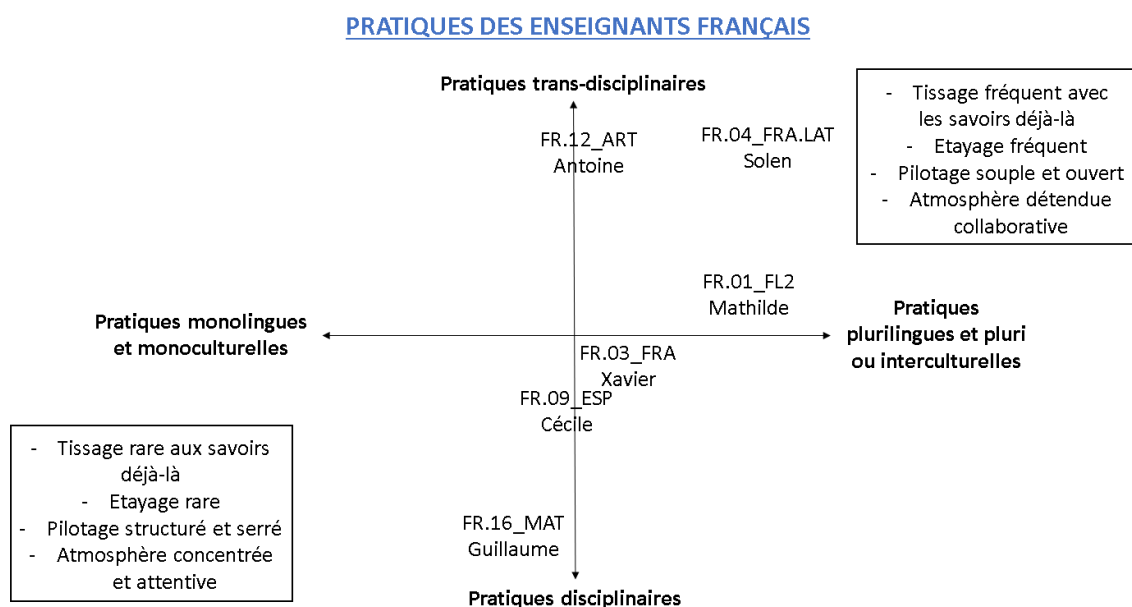 PRATIQUES DES ENSEIGNANTS FRANÇAIS
Pratiques trans-disciplinaires
- Tissage fréquent avec
les savoirs déjà-là
- Etayage fréquent
- Pilotage souple et ouvert
- Atmosphère détendue
collaborative
FR.12_ART
Antoine
FR.04_FRA.LAT
Solen
FR.01_FL2
Mathilde
Pratiques monolingues
et monoculturelles
Pratiques
plurilingues et pluri
ou interculturelles
FR.03_FRA
Xavier
FR.09_ESP
Cécile
- Tissage rare aux savoirs
déjà-là
- Etayage rare
- Pilotage structuré et serré
- Atmosphère concentrée
et attentive
FR.16_MAT
Guillaume
Pratiques disciplinaires